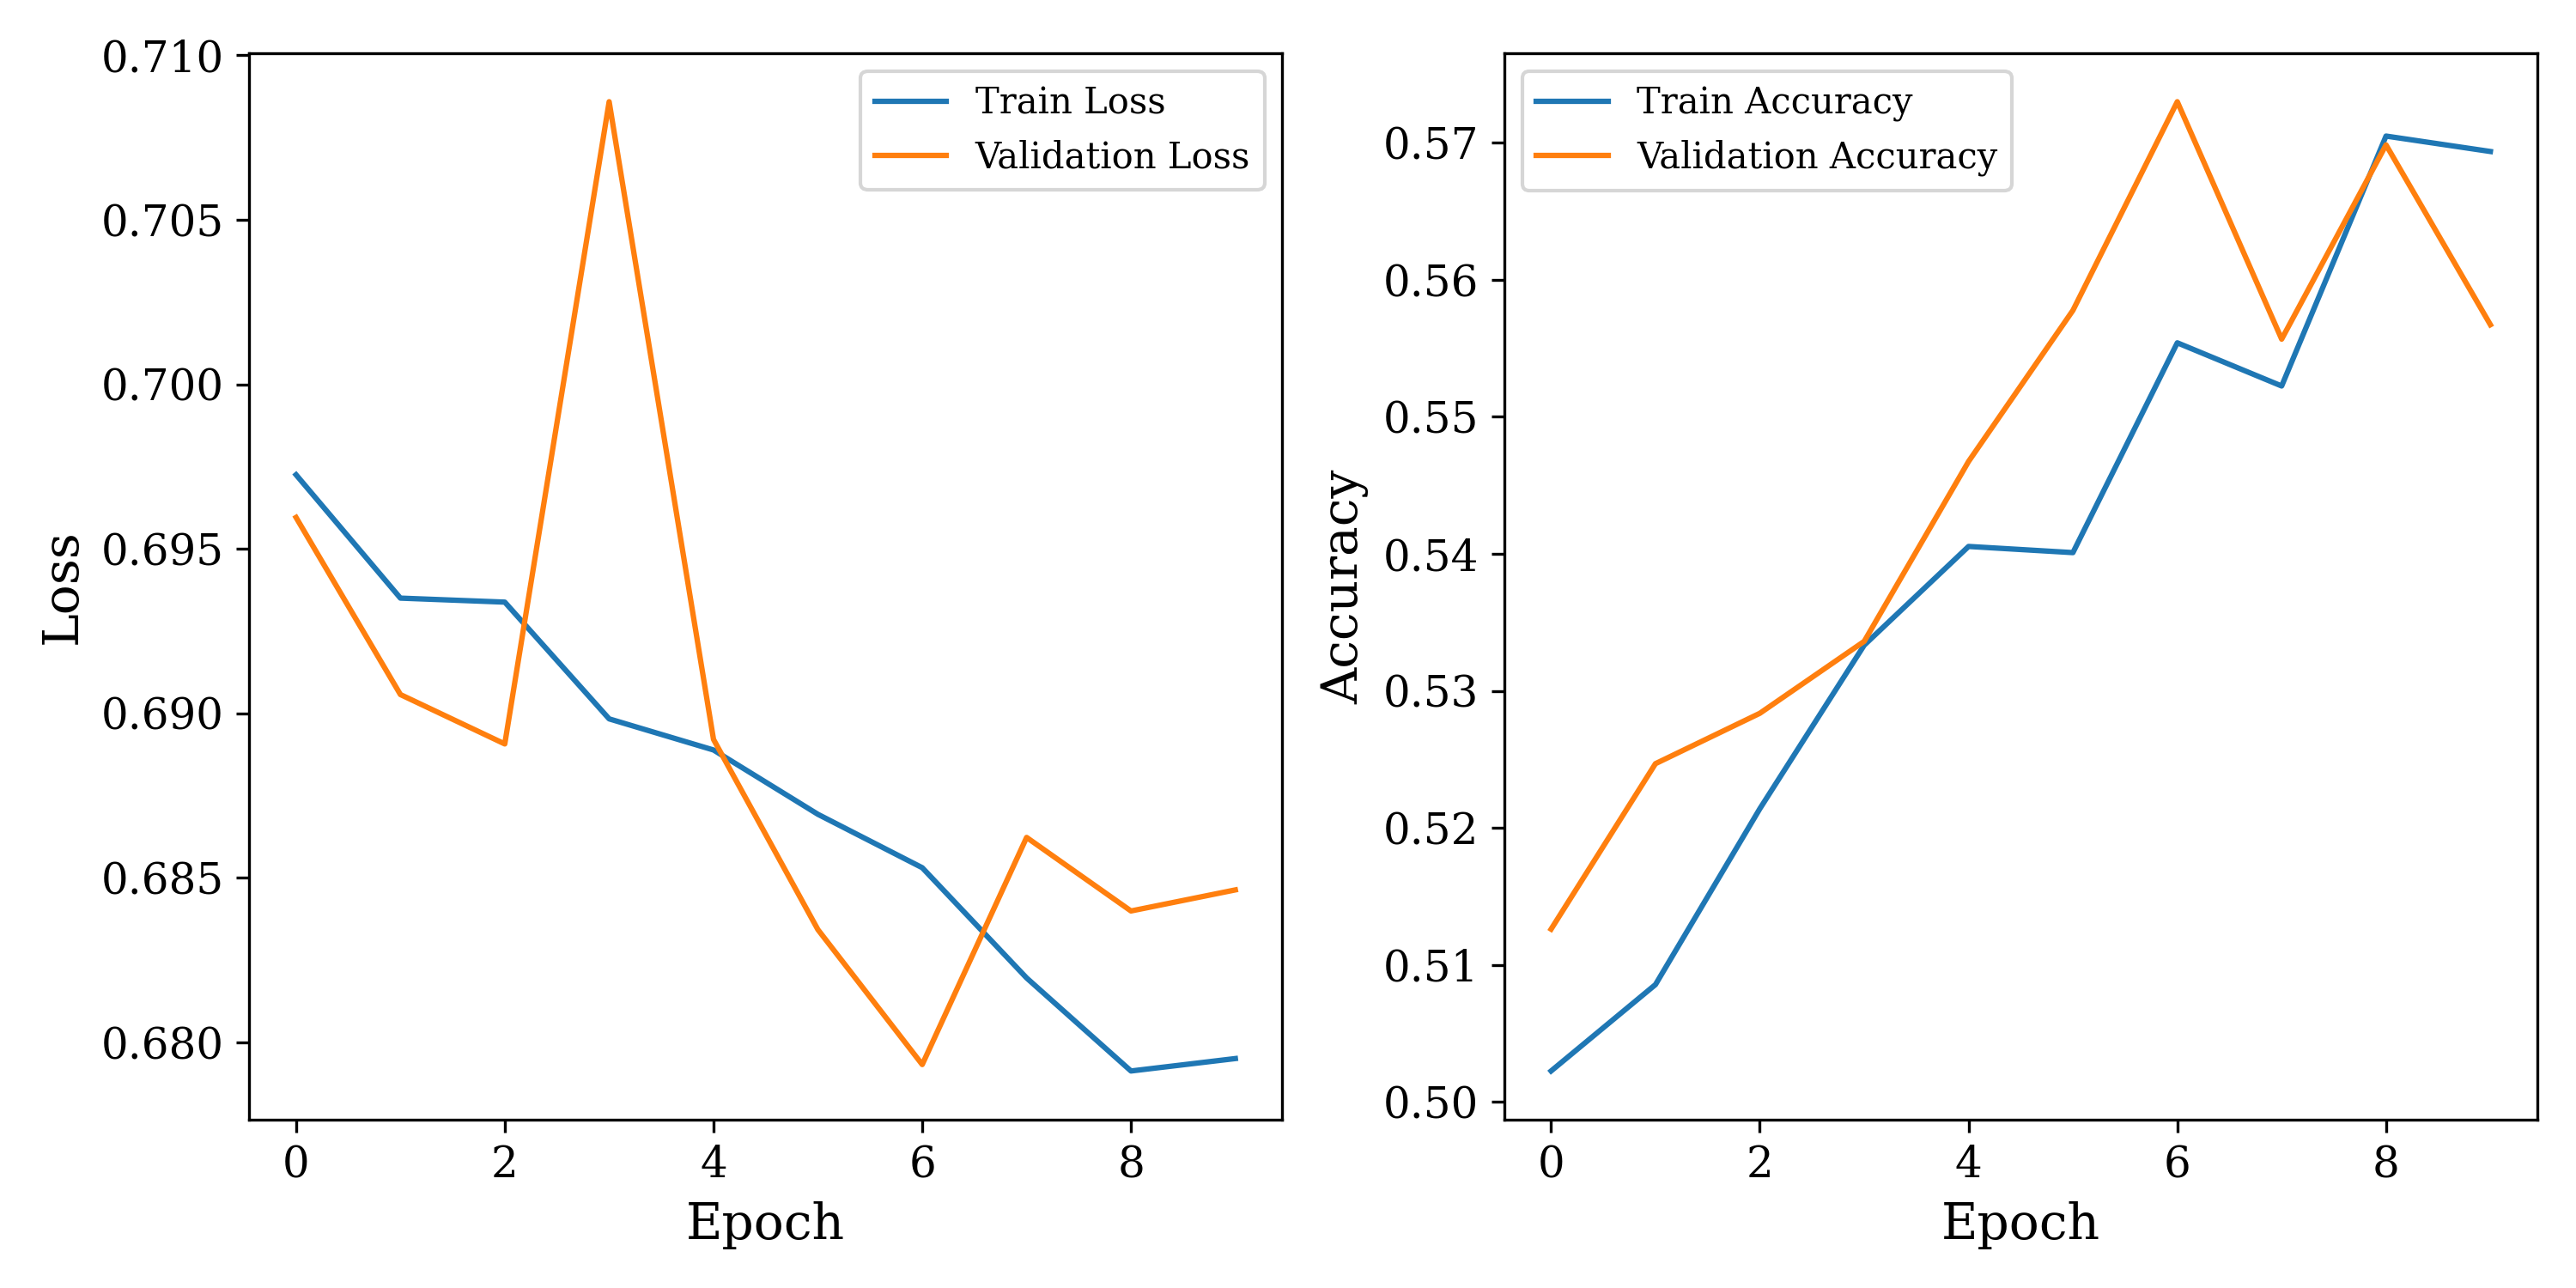 0.710
0.705
0.700
0.695
0.690
0.685
0.680
Loss
0 2 4 6 8
Epoch
Train Loss
Validation Loss
0.57
0.56
0.55
0.54
0.53
0.52
0.51
0.50
Accuracy
0 2 4 6 8
Epoch
Train Accuracy
Validation Accuracy